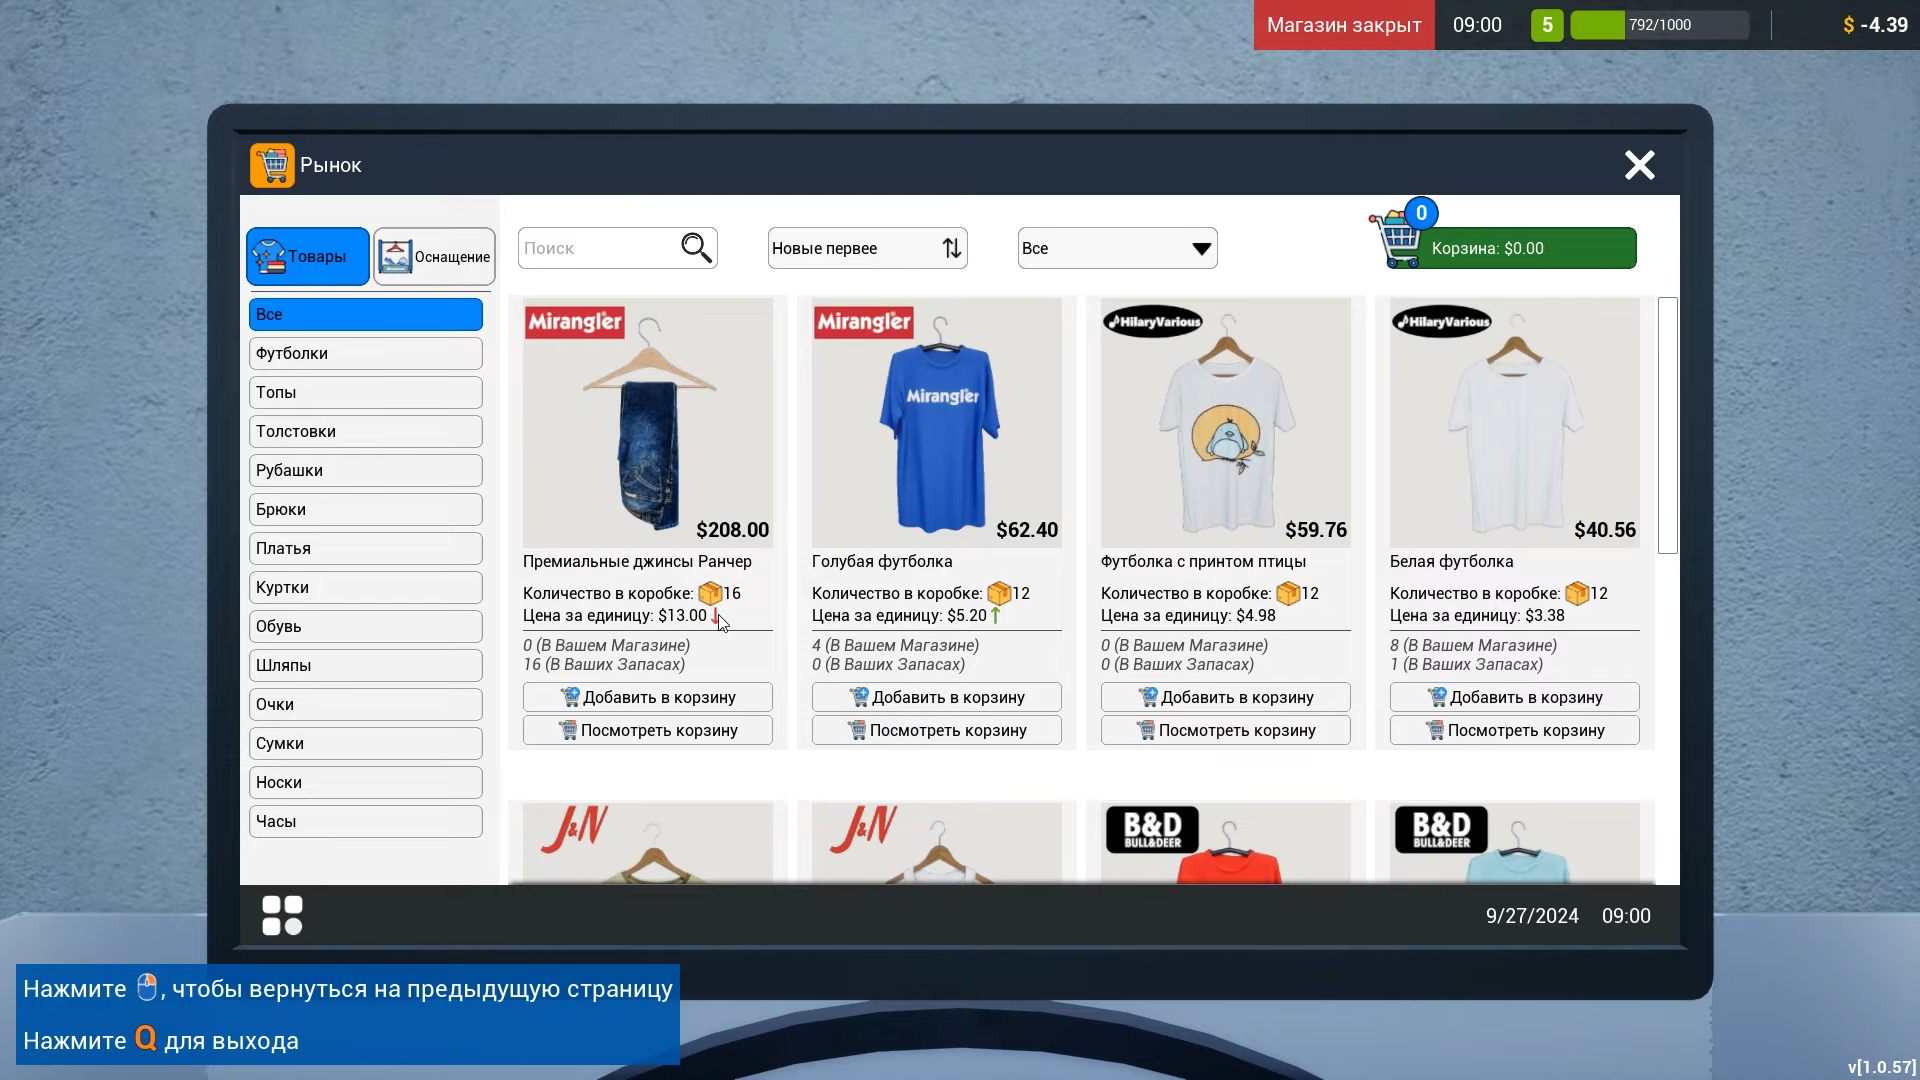 Магазин закрыт 09:00 5 792/1000 $ -4.39
Рынок
Товары
Оснащение
Поиск
Новые первее
Все
0
Корзина: $0.00
Все
Футболки
Топы
Толстовки
Рубашки
Брюки
Платья
Куртки
Обувь
Шляпы
Очки
Сумки
Носки
Часы
Mirangler
$208.00
Премиальные джинсы Ранчер
Количество в коробке: 16
Цена за единицу: $13.00
0 (В Вашем Магазине)
16 (В Ваших Запасах)
Добавить в корзину
Посмотреть корзину
Mirangler
Mirangler
$62.40
Голубая футболка
Количество в коробке: 12
Цена за единицу: $5.20
4 (В Вашем Магазине)
0 (В Ваших Запасах)
Добавить в корзину
Посмотреть корзину
HilaryVarious
$59.76
Футболка с принтом птицы
Количество в коробке: 12
Цена за единицу: $4.98
0 (В Вашем Магазине)
0 (В Ваших Запасах)
Добавить в корзину
Посмотреть корзину
HilaryVarious
$40.56
Белая футболка
Количество в коробке: 12
Цена за единицу: $3.38
8 (В Вашем Магазине)
1 (В Ваших Запасах)
Добавить в корзину
Посмотреть корзину
J&N
J&N
B&D
BULL&DEER
B&D
BULL&DEER
9/27/2024 09:00
Нажмите , чтобы вернуться на предыдущую страницу
Нажмите Q для выхода
v[1.0.57]